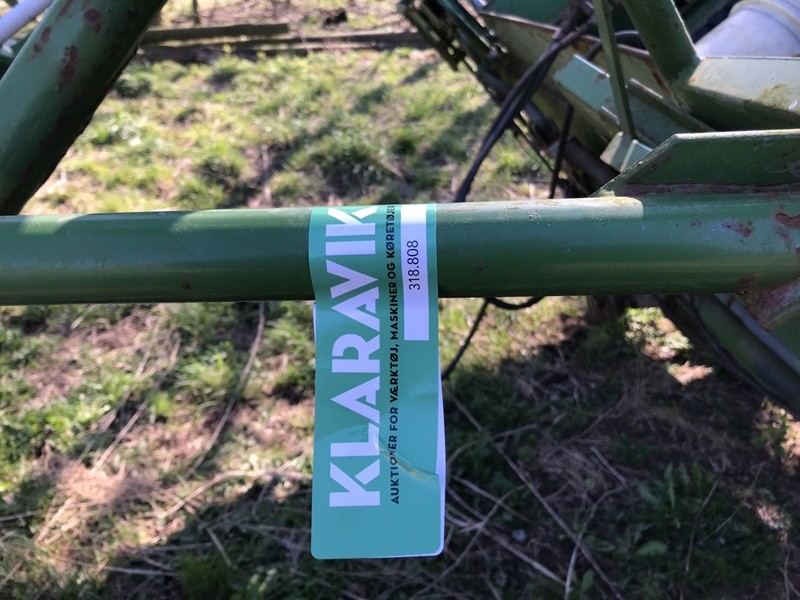 KLARAVIK
AUKTIONER FOR VÆRKTØJ, MASKINER OG KØRETØJER
318.808